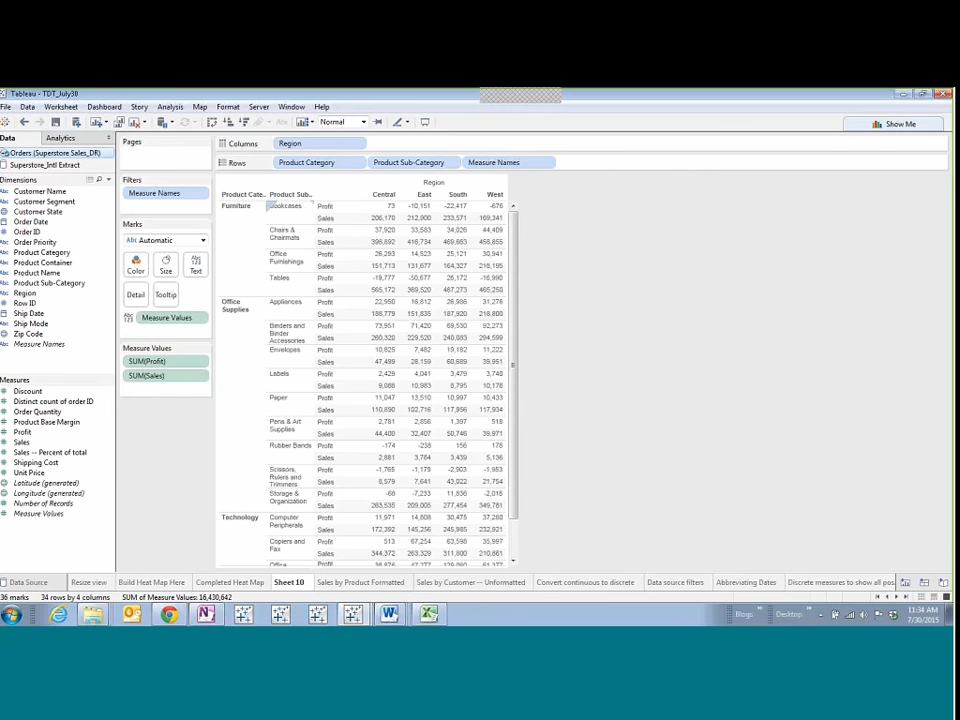 Tableau - TDT_July30
File Data Worksheet Dashboard Story Analysis Map Format Server Window Help
Normal
Show Me
Data Analytics
Pages
Columns Region
Rows Product Category Product Sub-Category Measure Names
Orders (Superstore Sales_DR)
Superstore_Intl Extract
Dimensions
Customer Name
Customer Segment
Customer State
Order Date
Order ID
Order Priority
Product Category
Product Container
Product Name
Product Sub-Category
Region
Row ID
Ship Date
Ship Mode
Zip Code
Measure Names
Measures
Discount
Distinct count of order ID
Order Quantity
Product Base Margin
Profit
Sales
Sales -- Percent of total
Shipping Cost
Unit Price
Latitude (generated)
Longitude (generated)
Number of Records
Measure Values
Filters
Measure Names
Marks
Abc Automatic
Color Size Text
Detail Tooltip
Measure Values
Measure Values
SUM(Profit)
SUM(Sales)
Region
Product Cate.. Product Sub.. Central East South West
Furniture Bookcases Profit 73 -10,151 -22,417 -676
Sales 206,170 212,900 233,571 169,341
Chairs & Chairmats Profit 37,920 33,583 34,026 44,409
Sales 396,892 416,734 469,663 458,855
Office Furnishings Profit 26,293 14,523 25,121 30,941
Sales 151,713 131,677 164,327 218,195
Tables Profit -19,777 -50,677 26,172 -16,990
Sales 565,172 369,520 487,273 465,250
Office Supplies Appliances Profit 22,950 16,812 26,986 31,276
Sales 188,779 151,835 187,920 218,800
Binders and Binder Accessories Profit 73,951 71,420 69,530 92,273
Sales 260,320 229,520 240,083 294,599
Envelopes Profit 10,825 7,482 19,182 11,222
Sales 47,499 28,159 60,689 39,951
Labels Profit 2,429 4,041 3,479 3,748
Sales 9,088 10,983 8,795 10,178
Paper Profit 11,047 13,510 10,997 10,433
Sales 110,890 102,716 117,956 117,934
Pens & Art Supplies Profit 2,781 2,856 1,397 518
Sales 44,400 32,407 50,746 39,971
Rubber Bands Profit -174 -238 156 178
Sales 2,881 3,764 3,439 5,136
Scissors, Rulers and Trimmers Profit -1,765 -1,179 -2,903 -1,953
Sales 8,579 7,641 43,022 21,754
Storage & Organization Profit -68 -7,223 11,836 -2,018
Sales 263,535 209,005 277,454 349,781
Technology Computer Peripherals Profit 11,971 14,808 30,475 37,280
Sales 172,392 145,256 245,985 232,921
Copiers and Fax Profit 513 67,254 63,598 35,997
Sales 344,372 263,329 311,800 210,661
Data Source Resize view Build Heat Map Here Completed Heat Map Sheet 10 Sales by Product Formatted Sales by Customer -- Unformatted Convert continuous to discrete Data source filters Abbreviating Dates Discrete measures to show all pos
36 marks 34 rows by 4 columns SUM of Measure Values: 16,430,642
Blogs Desktop
11:34 AM
7/30/2015